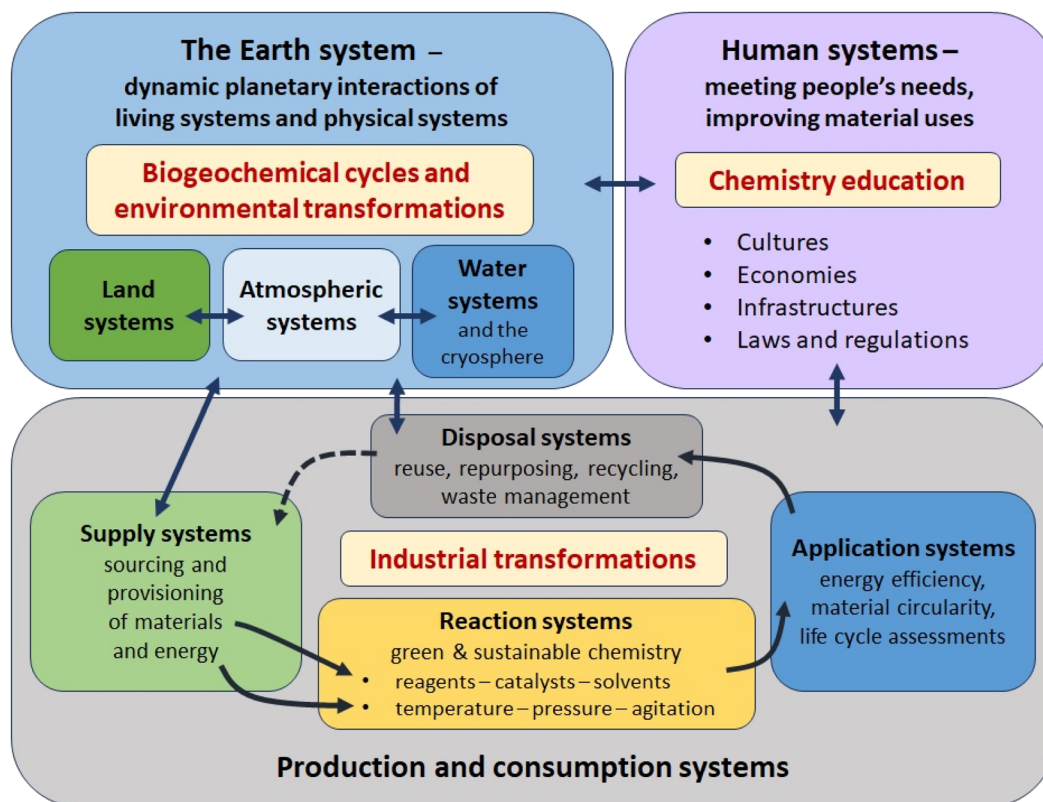 The Earth system –
dynamic planetary interactions of
living systems and physical systems
Biogeochemical cycles and
environmental transformations
Land
systems
Atmospheric
systems
Water
systems
and the
cryosphere
Human systems –
meeting people's needs,
improving material uses
Chemistry education
• Cultures
• Economies
• Infrastructures
• Laws and regulations
Disposal systems
reuse, repurposing, recycling,
waste management
Supply systems
sourcing and
provisioning
of materials
and energy
Industrial transformations
Reaction systems
green & sustainable chemistry
• reagents – catalysts – solvents
• temperature – pressure – agitation
Application systems
energy efficiency,
material circularity,
life cycle assessments
Production and consumption systems